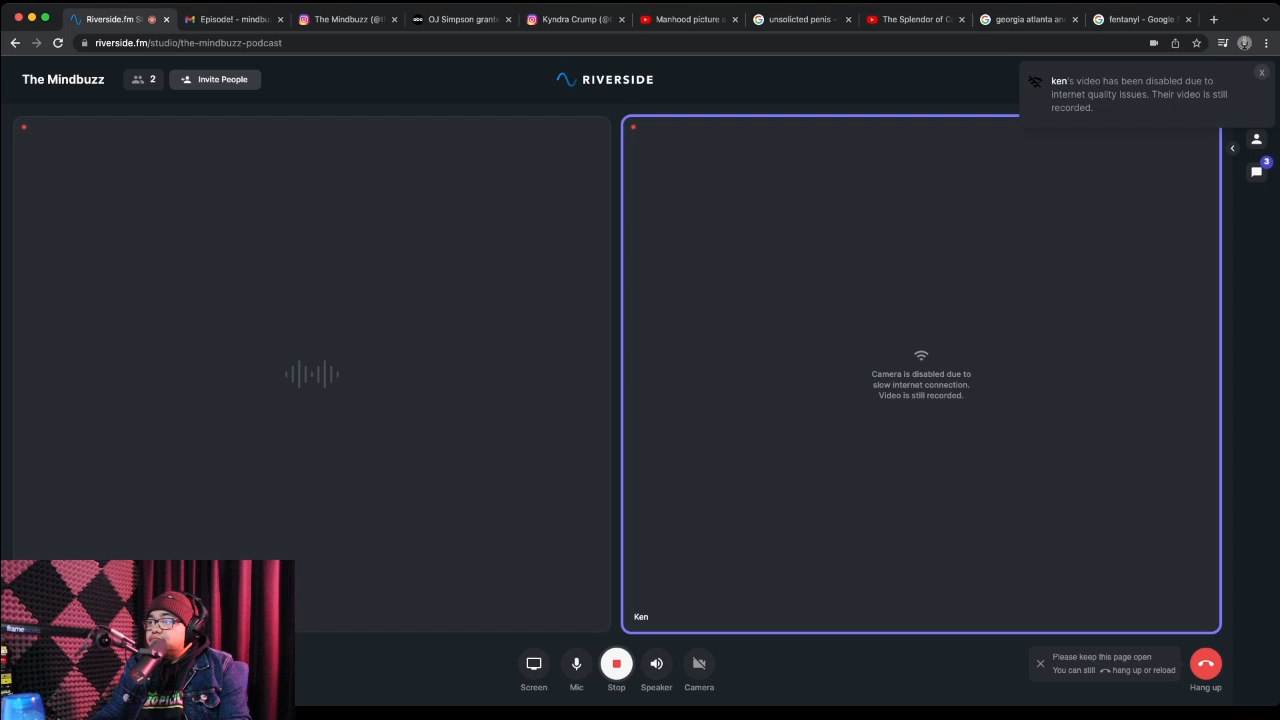 Riverside.fm S
Episode! - mindbu
The Mindbuzz (@t
OJ Simpson grante
Kyndra Crump (@
Manhood picture a
unsolicted penis -
The Splendor of C
georgia atlanta an
fentanyl - Google
riverside.fm/studio/the-mindbuzz-podcast
The Mindbuzz
2
Invite People
RIVERSIDE
ken's video has been disabled due to
internet quality issues. Their video is still
recorded.
X
3
Camera is disabled due to
slow internet connection.
Video is still recorded.
Ken
frame
Screen
Mic
Stop
Speaker
Camera
Please keep this page open
You can still hang up or reload
Hang up